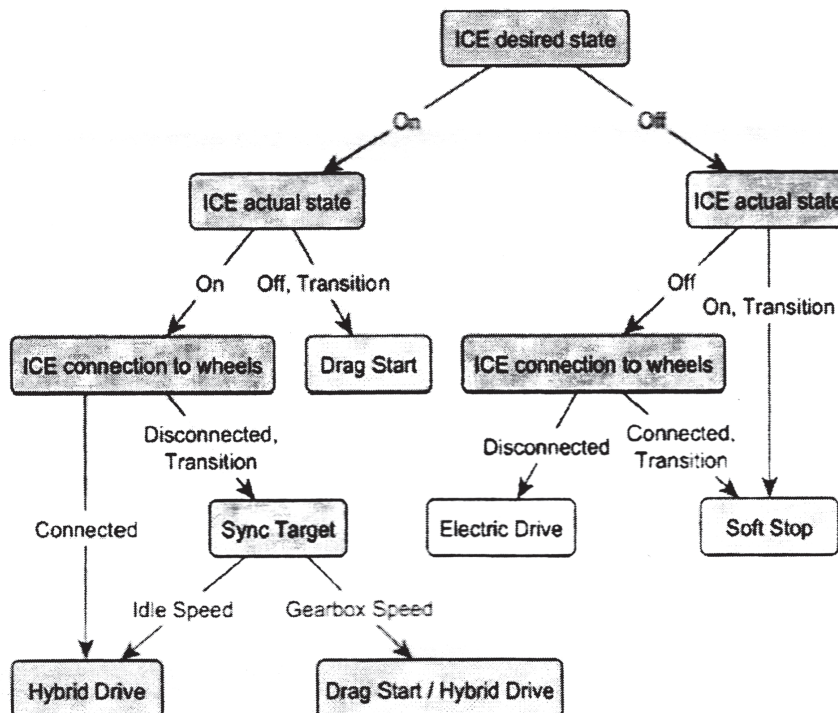 ICE desired state
On
Off
ICE actual state
ICE actual state
On
Off, Transition
Off
On, Transition
ICE connection to wheels
Drag Start
ICE connection to wheels
Disconnected,
Transition
Disconnected
Connected,
Transition
Connected
Sync Target
Electric Drive
Soft Stop
Idle Speed
Gearbox Speed
Hybrid Drive
Drag Start / Hybrid Drive